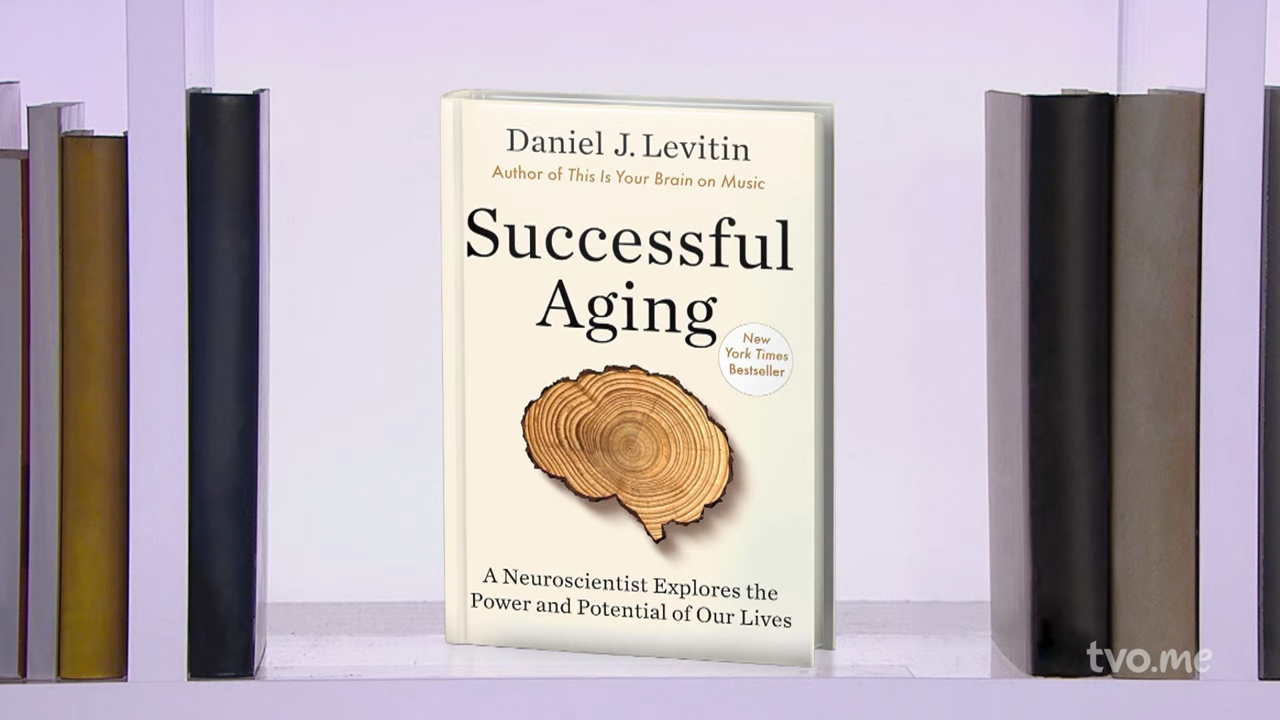 Daniel J. Levitin
Author of This Is Your Brain on Music
Successful
Aging
New
York Times
Bestseller
A Neuroscientist Explores the
Power and Potential of Our Lives
tvo.me